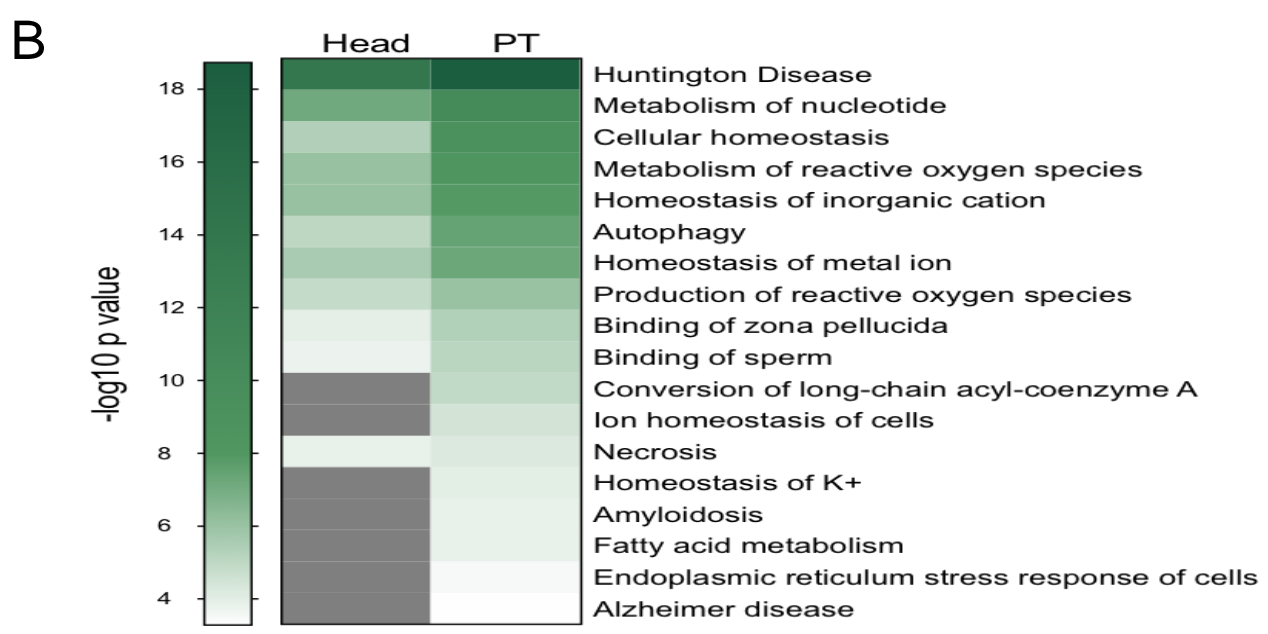 B
Head PT
18
16
14
12
10
8
6
4
-log10 p value
Huntington Disease
Metabolism of nucleotide
Cellular homeostasis
Metabolism of reactive oxygen species
Homeostasis of inorganic cation
Autophagy
Homeostasis of metal ion
Production of reactive oxygen species
Binding of zona pellucida
Binding of sperm
Conversion of long-chain acyl-coenzyme A
Ion homeostasis of cells
Necrosis
Homeostasis of K+
Amyloidosis
Fatty acid metabolism
Endoplasmic reticulum stress response of cells
Alzheimer disease